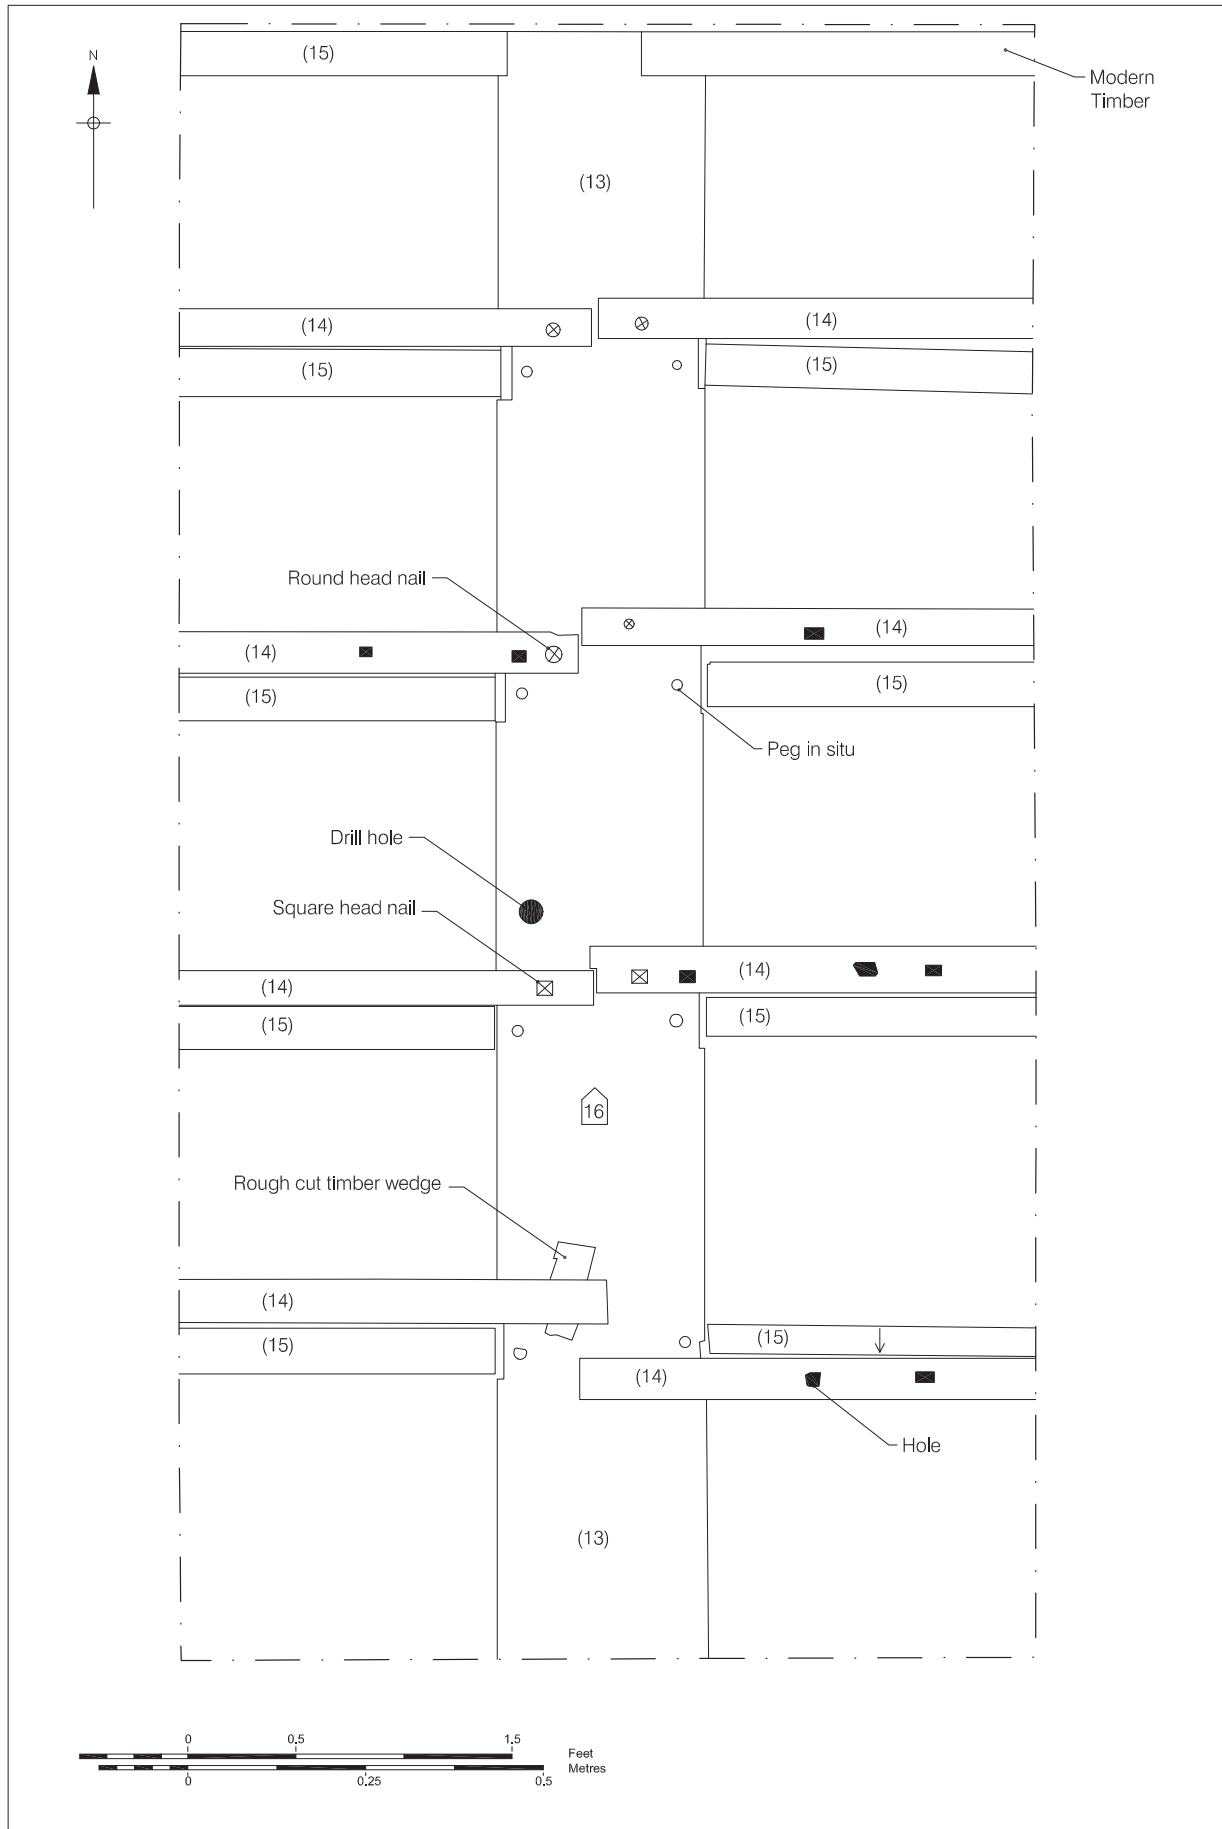 N
(15)
Modern
Timber
(13)
(14)
(14)
(15)
(15)
Round head nail
(14)
(14)
(15)
(15)
Peg in situ
Drill hole
Square head nail
(14)
(14)
(15)
(15)
16
Rough cut timber wedge
(14)
(15)
(15)
(14)
Hole
(13)
0 0.5 1.5
Feet
Metres
0 0.25 0.5